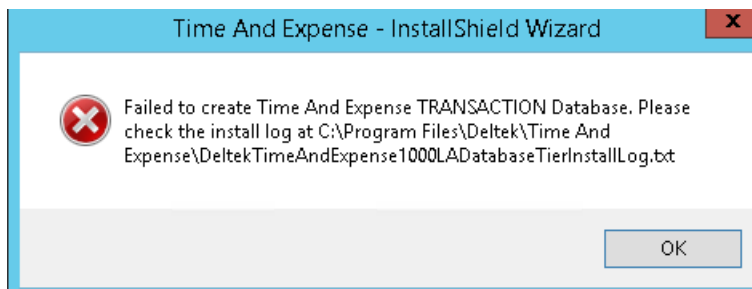 Time And Expense - InstallShield Wizard
x
Failed to create Time And Expense TRANSACTION Database. Please
check the install log at C:\Program Files\Deltek\Time And
Expense\DeltekTimeAndExpense1000LADatabaseTierInstallLog.txt
OK